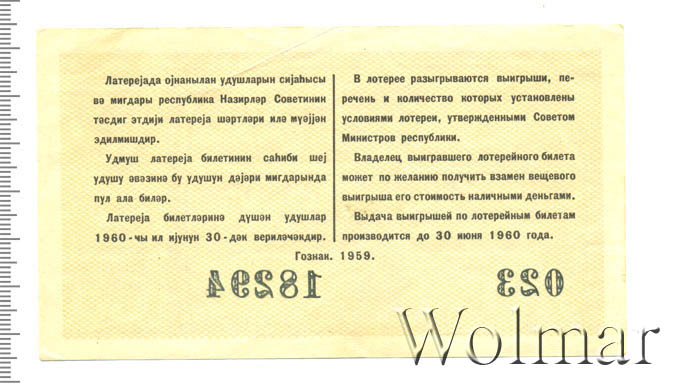 Латерејада ојнанылан удушларын сијаһысы
вә мигдары республика Назирләр Советинин
тәсдиг этдији латереја шәртләри илә мүәјјән
эдилмишдир.
Удмуш латереја билетинин саһиби шеј
удушу әвәзинә бу удушун дәјәри мигдарында
пул ала биләр.
Латереја билетләринә дүшән удушлар
1960-чы ил ијунун 30-дәк верилəчәкдир.
В лотерее разыгрываются выигрыши, пе-
речень и количество которых установлены
условиями лотереи, утвержденными Советом
Министров республики.
Владелец выигравшего лотерейного билета
может по желанию получить взамен вещевого
выигрыша его стоимость наличными деньгами.
Выдача выигрышей по лотерейным билетам
производится до 30 июня 1960 года.
Гознак. 1959.
18294
023
Wolmar